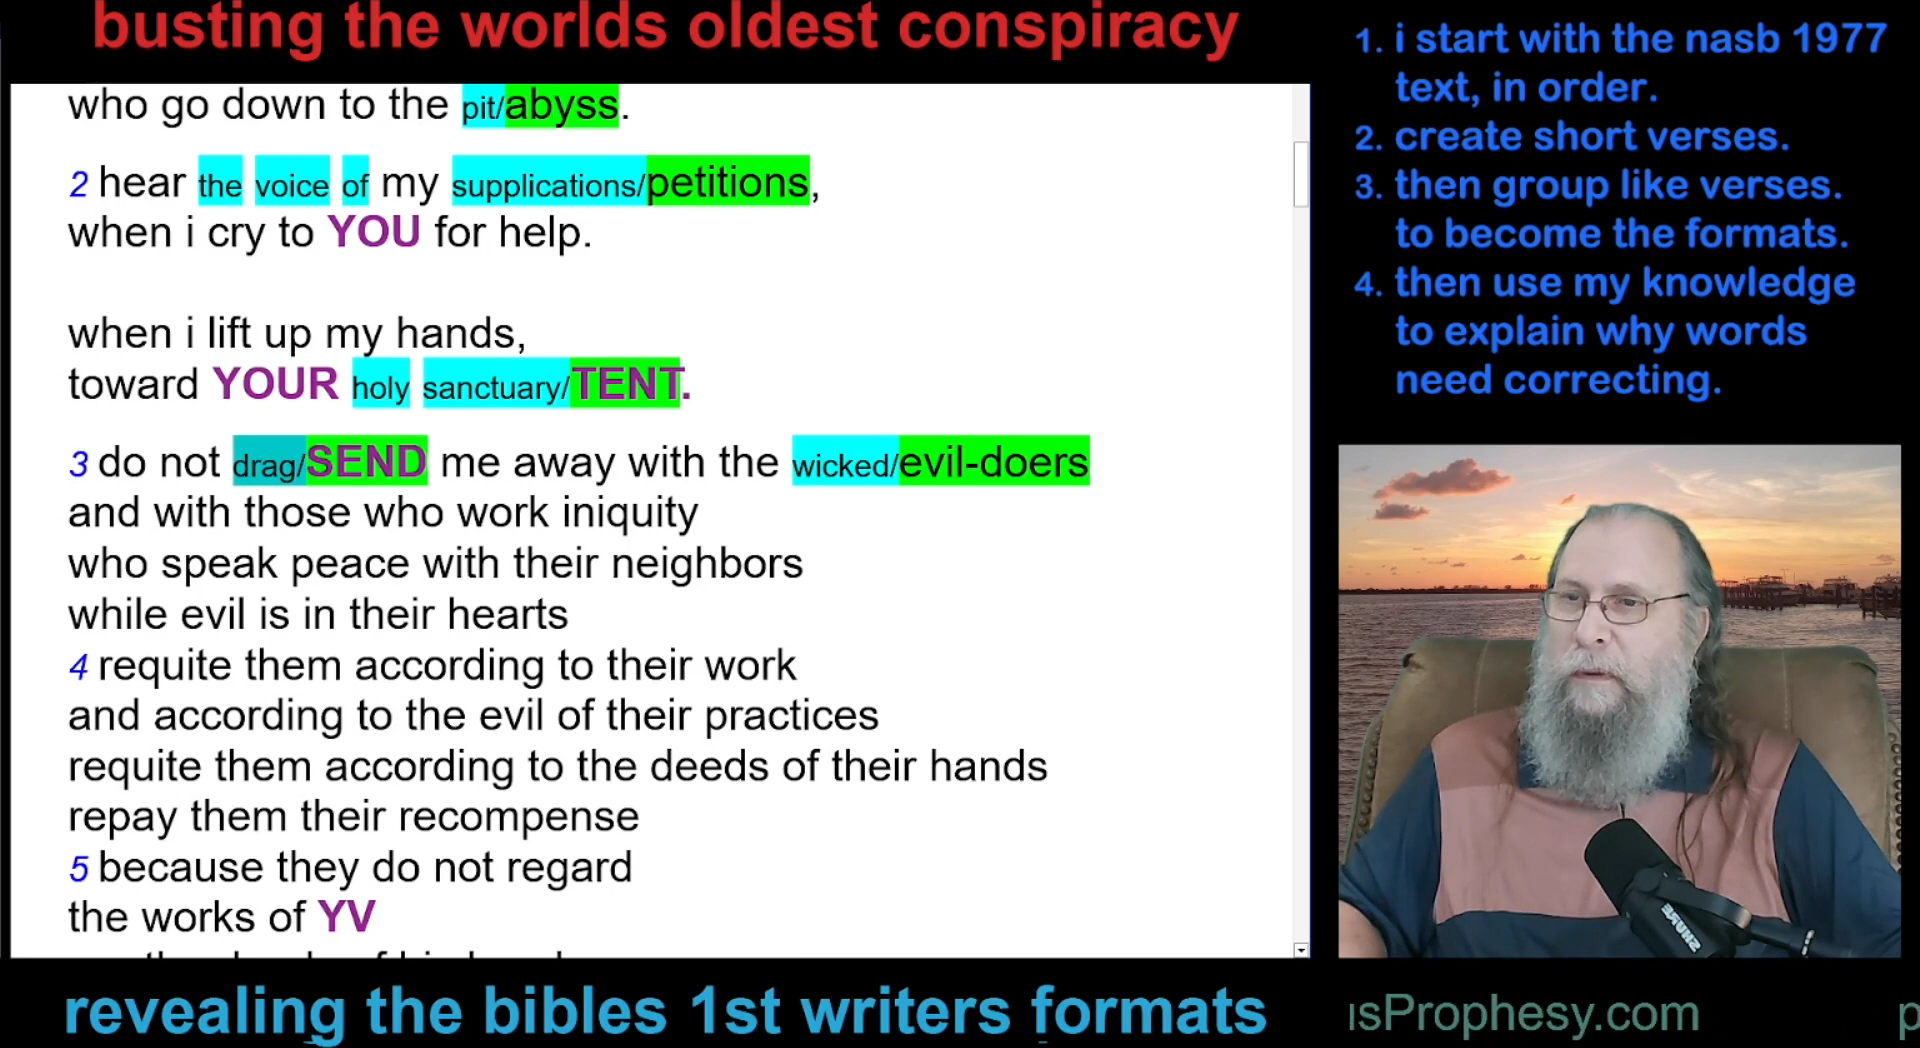 busting the worlds oldest conspiracy
who go down to the pit/abyss.
2 hear the voice of my supplications/petitions,
when i cry to YOU for help.
when i lift up my hands,
toward YOUR holy sanctuary/TENT.
3 do not drag/SEND me away with the wicked/evil-doers
and with those who work iniquity
who speak peace with their neighbors
while evil is in their hearts
4 requite them according to their work
and according to the evil of their practices
requite them according to the deeds of their hands
repay them their recompense
5 because they do not regard
the works of YV
1. i start with the nasb 1977
text, in order.
2. create short verses.
3. then group like verses.
to become the formats.
4. then use my knowledge
to explain why words
need correcting.
SHURE
revealing the bibles 1st writers formats
usProphesy.com
p